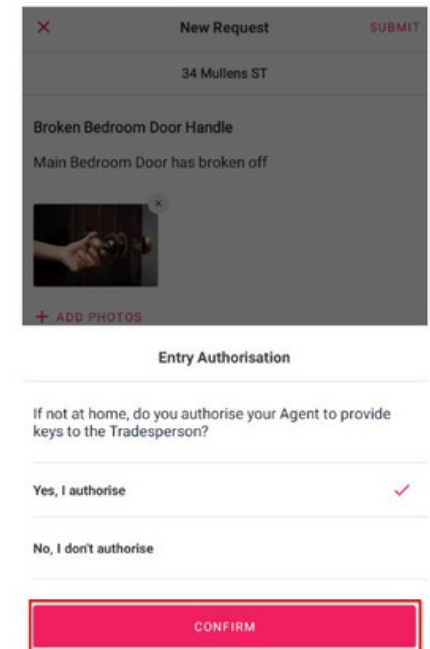 New Request
SUBMIT
34 Mullens ST
Broken Bedroom Door Handle
Main Bedroom Door has broken off
+ ADD PHOTOS
Entry Authorisation
If not at home, do you authorise your Agent to provide
keys to the Tradesperson?
Yes, I authorise
No, I don't authorise
CONFIRM